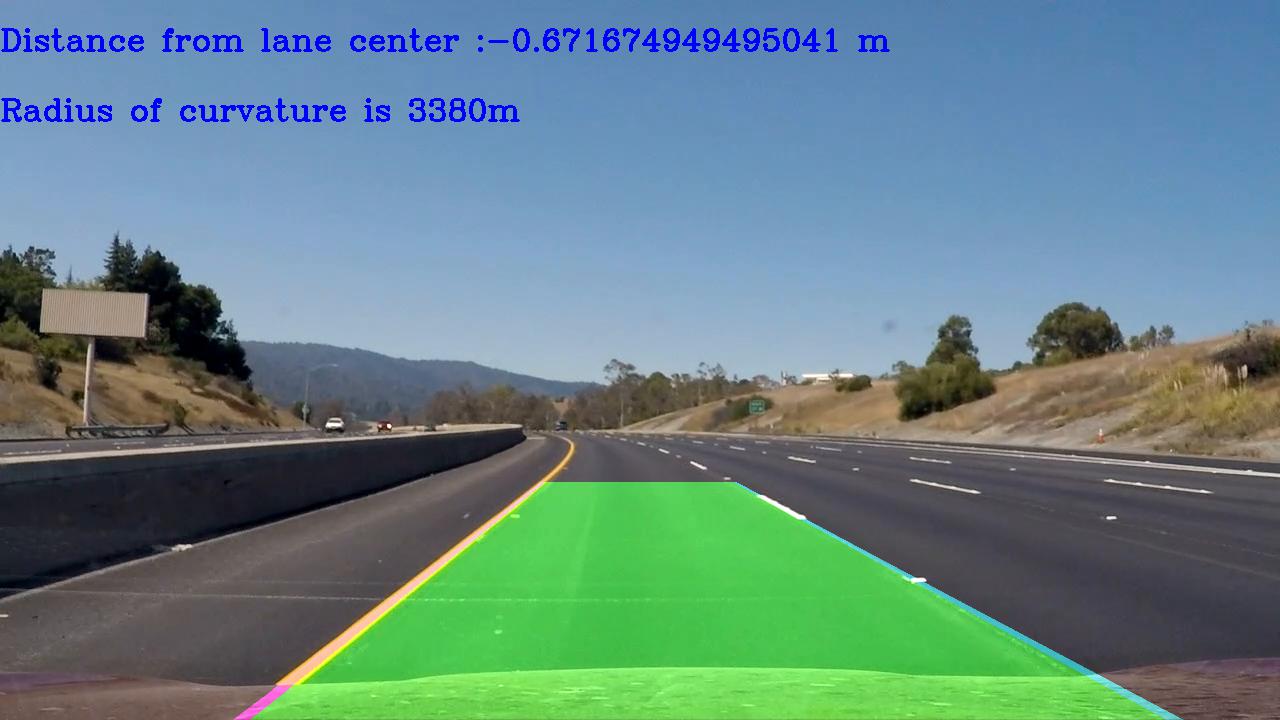 Distance from lane center :-0.671674949495041 m
Radius of curvature is 3380m